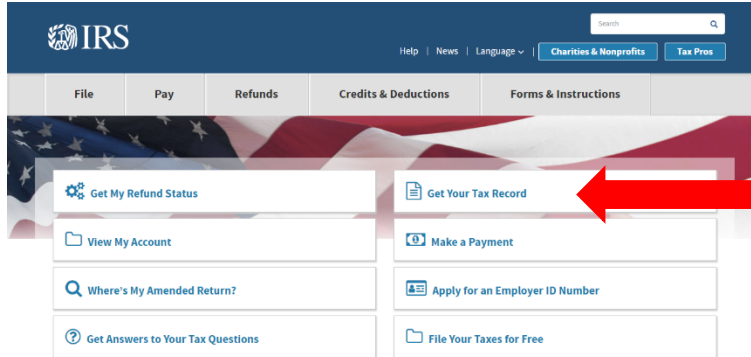 Search
IRS
Help | News | Language | Charities & Nonprofits Tax Pros
File Pay Refunds Credits & Deductions Forms & Instructions
Get My Refund Status Get Your Tax Record
View My Account Make a Payment
Where's My Amended Return? Apply for an Employer ID Number
Get Answers to Your Tax Questions File Your Taxes for Free